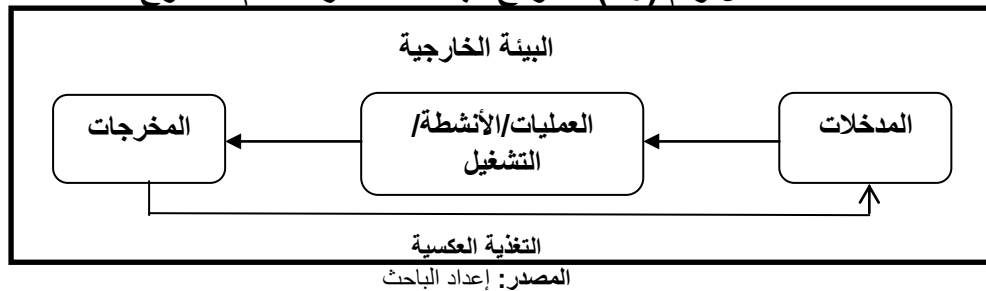 البيئة الخارجية
المدخلات
العمليات/الأنشطة/
التشغيل
المخرجات
التغذية العكسية
المصدر: إعداد الباحث